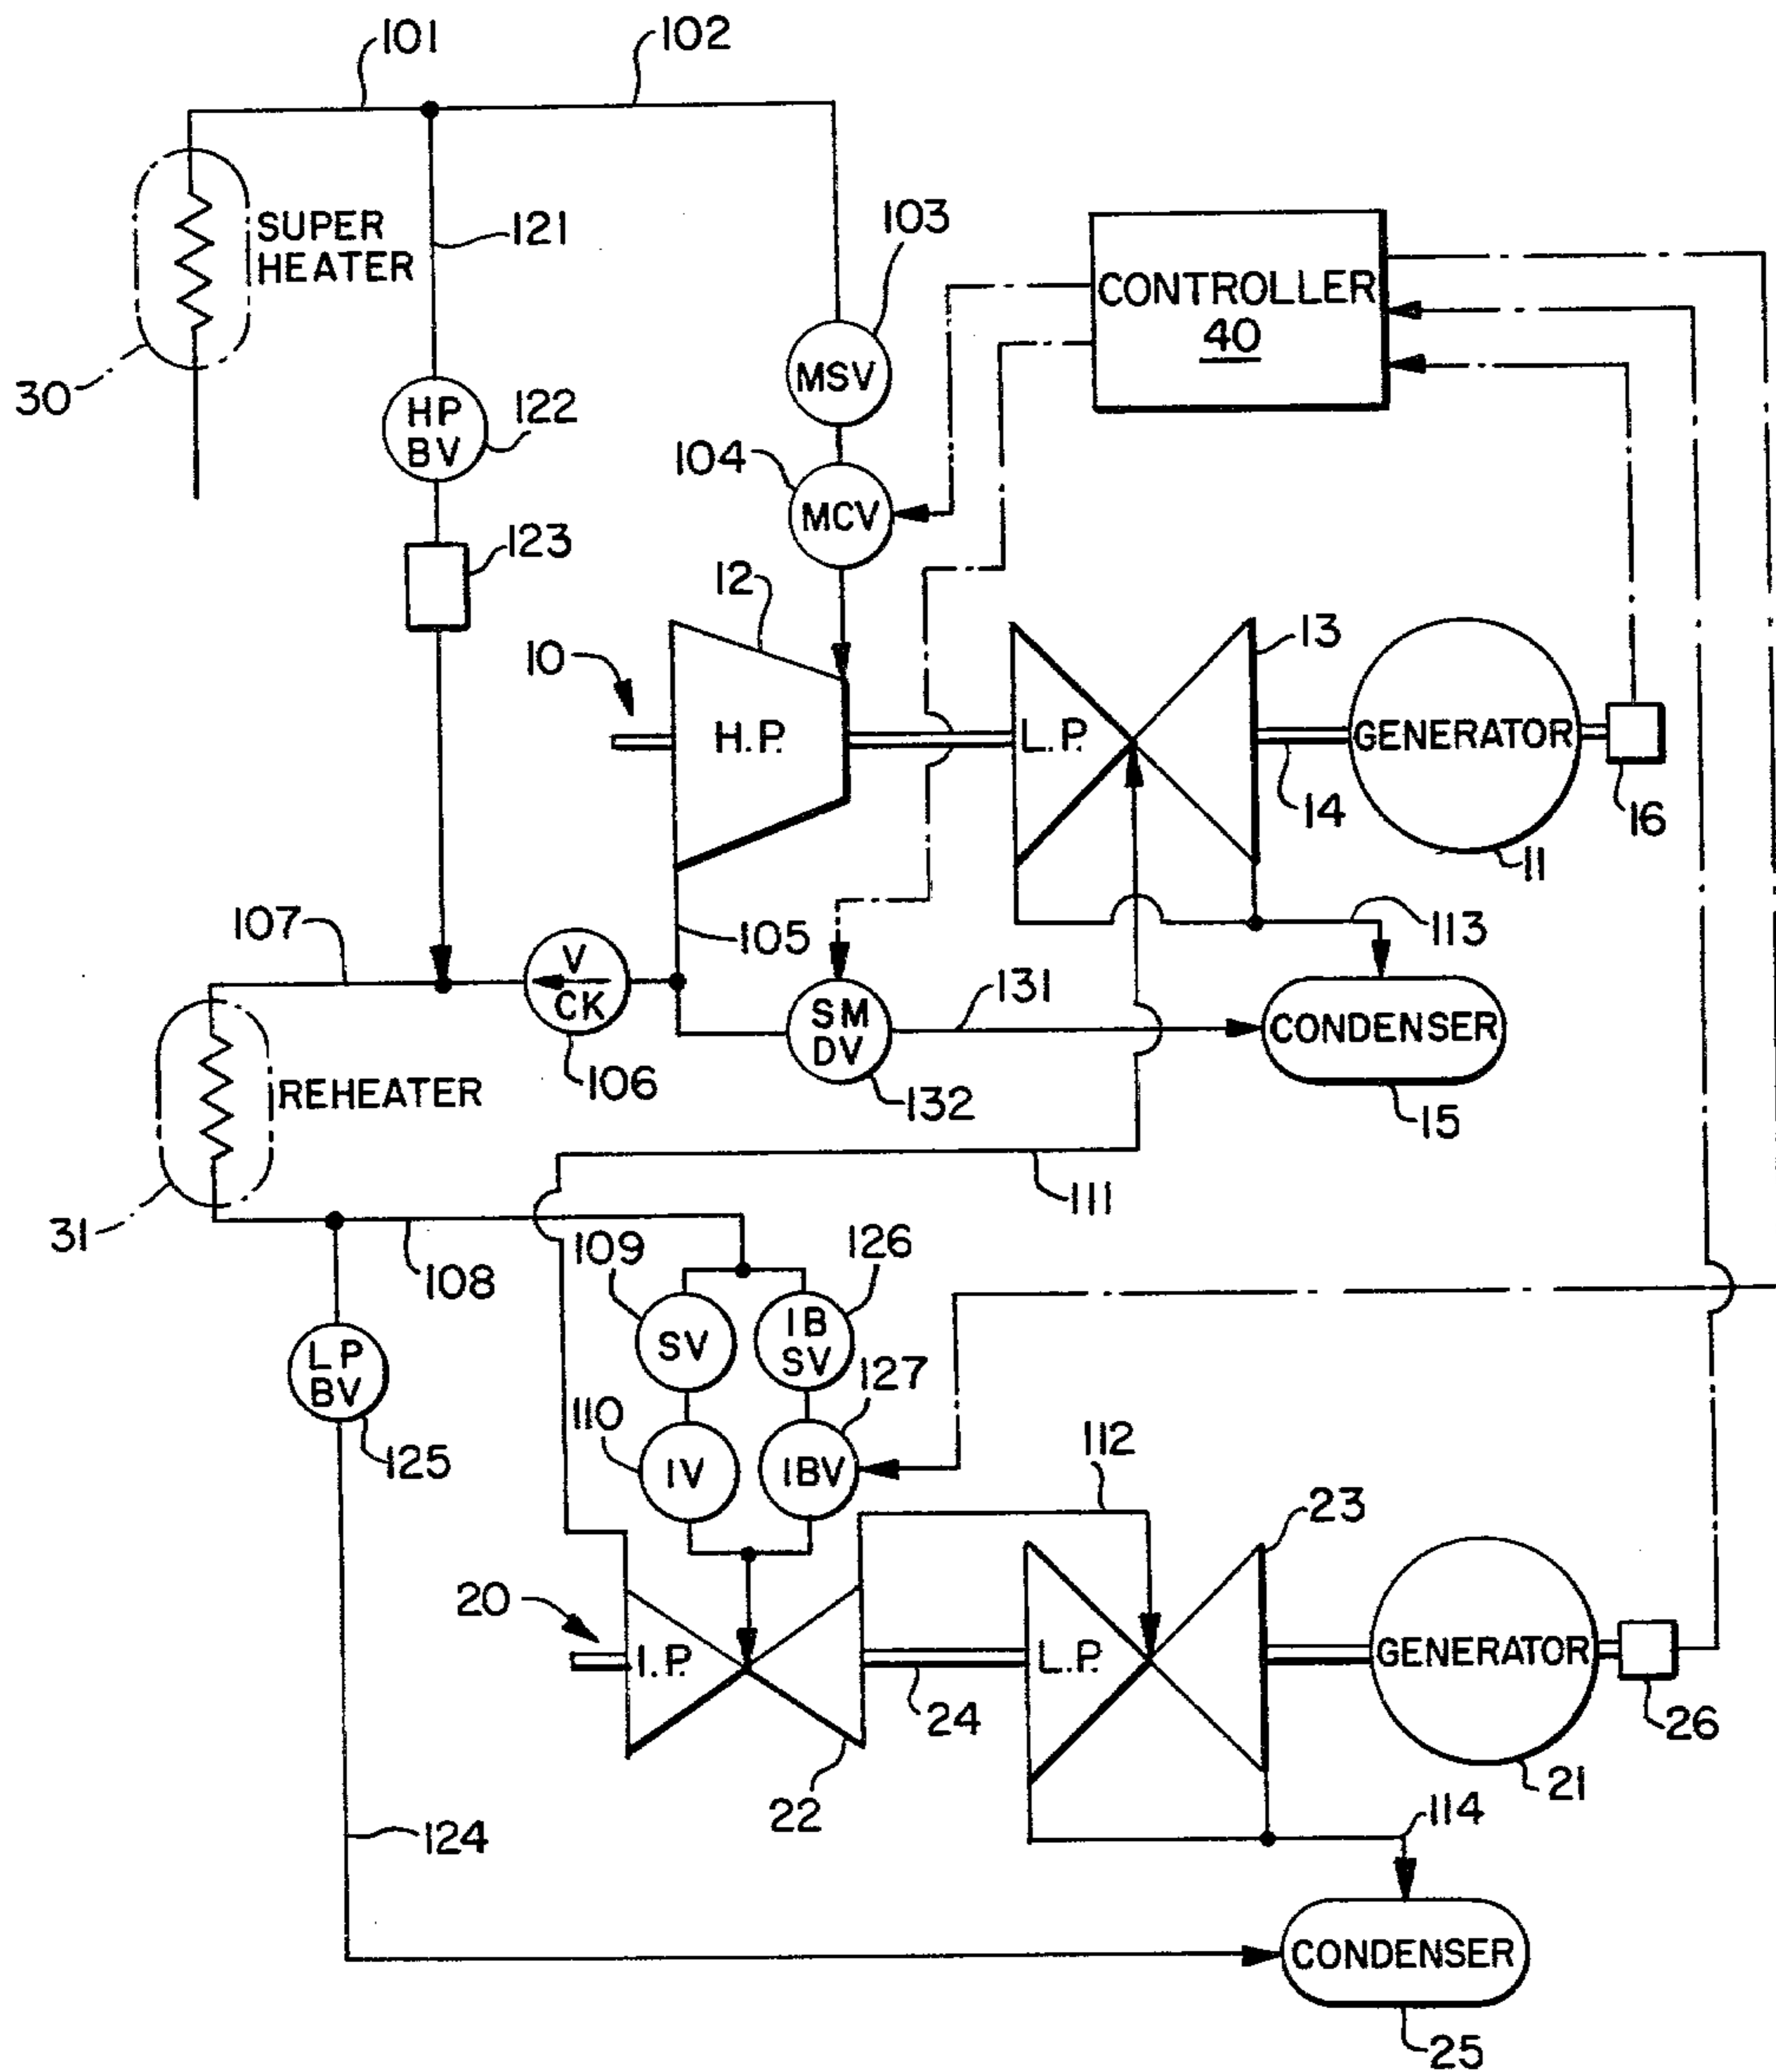 101
102
SUPER
HEATER
121
103
CONTROLLER
40
30
MSV
HP
BV
122
104
MCV
123
12
10
H.P.
L.P.
13
GENERATOR
14
16
11
107
105
113
V
CK
106
SM
DV
131
132
CONDENSER
15
REHEATER
31
111
108
109
126
SV
IB
SV
LP
BV
125
110
127
IV
IBV
112
23
20
I.P.
L.P.
GENERATOR
24
26
22
21
124
114
CONDENSER
25